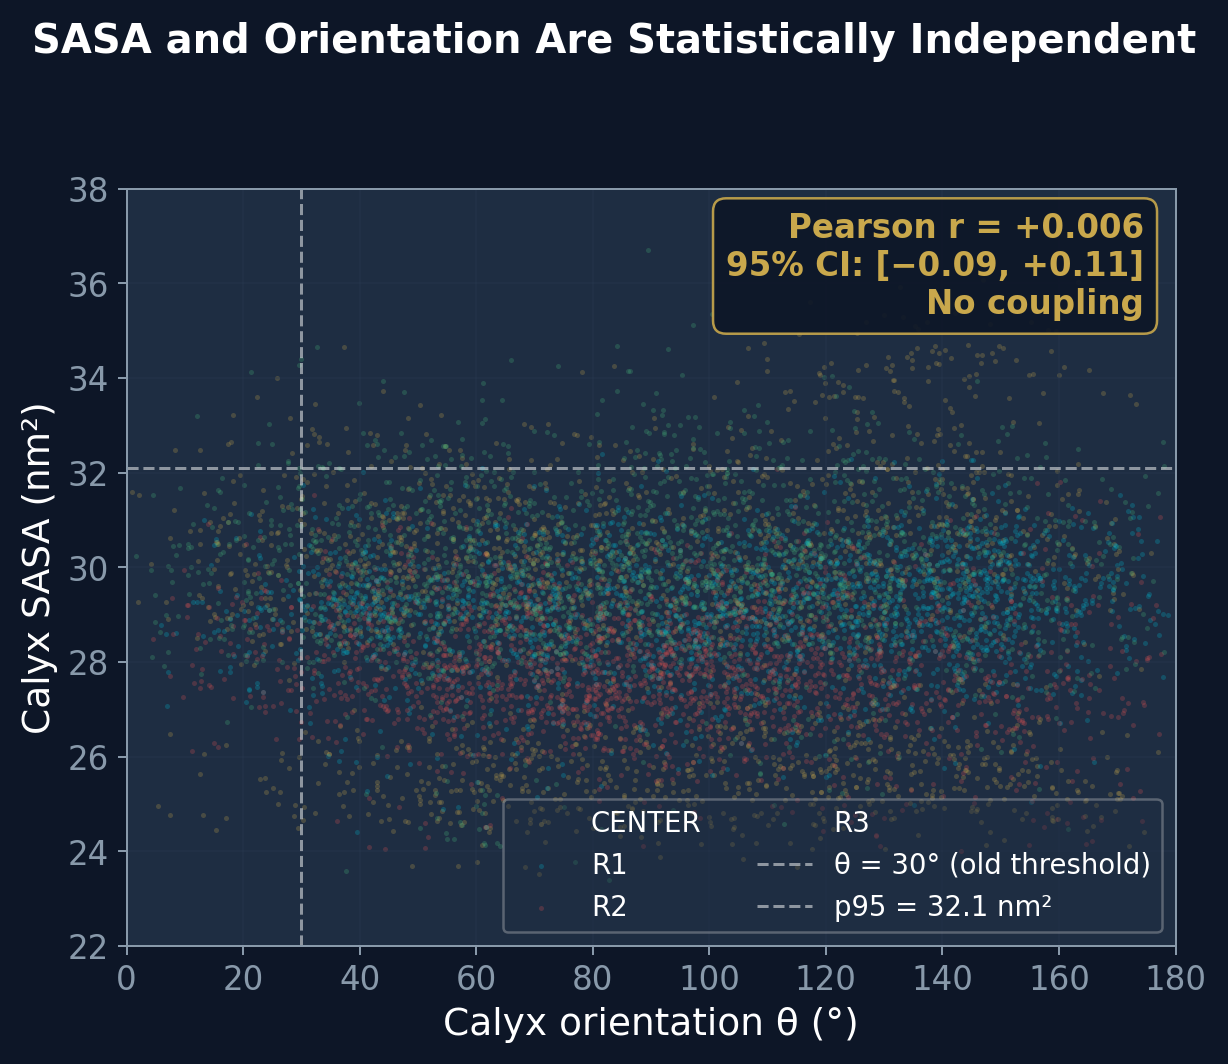 SASA and Orientation Are Statistically Independent
Pearson r = +0.006
95% CI: [−0.09, +0.11]
No coupling
38
36
34
32
30
28
26
24
22
Calyx SASA (nm²)
CENTER
R1
R2
R3
θ = 30° (old threshold)
p95 = 32.1 nm²
0 20 40 60 80 100 120 140 160 180
Calyx orientation θ (°)